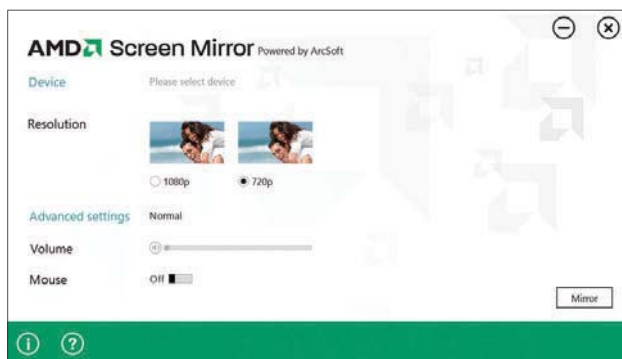 AMD Screen Mirror Powered by ArcSoft
Device Please select device
Resolution
1080p 720p
Advanced settings Normal
Volume
Mouse Off
Mirror